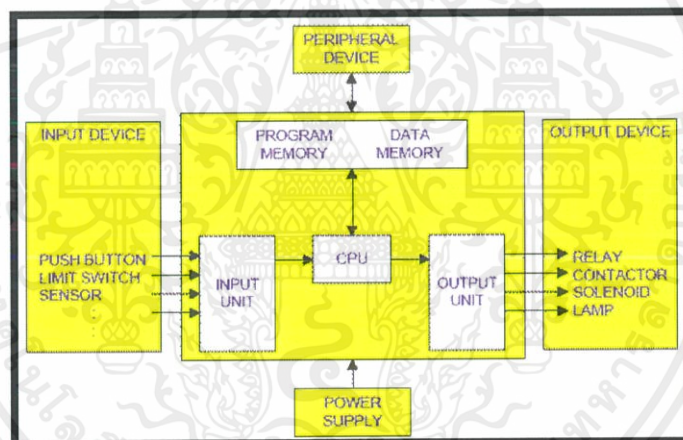 PERIPHERAL
DEVICE
INPUT DEVICE
PROGRAM
MEMORY
DATA
MEMORY
OUTPUT DEVICE
PUSH BUTTON
LIMIT SWITCH
SENSOR
INPUT
UNIT
CPU
OUTPUT
UNIT
RELAY
CONTACTOR
SOLENOID
LAMP
POWER
SUPPLY